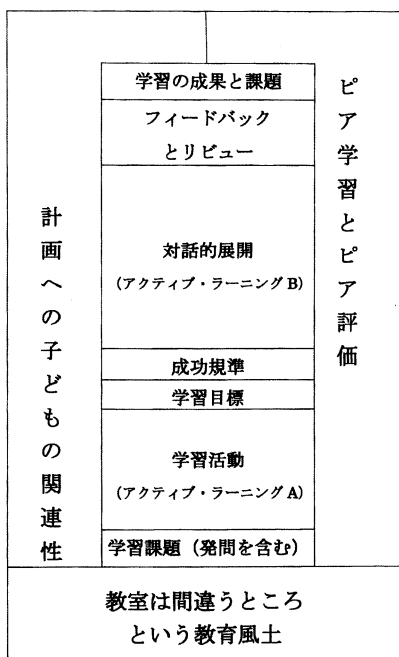 学習の成果と課題
フィードバック
とリビュー
対話的展開
(アクティブ・ラーニングB)
成功規準
学習目標
学習活動
(アクティブ・ラーニングA)
学習課題(発問を含む)
計画への子どもの関連性
ピア学習とピア評価
教室は間違うところ
という教育風土